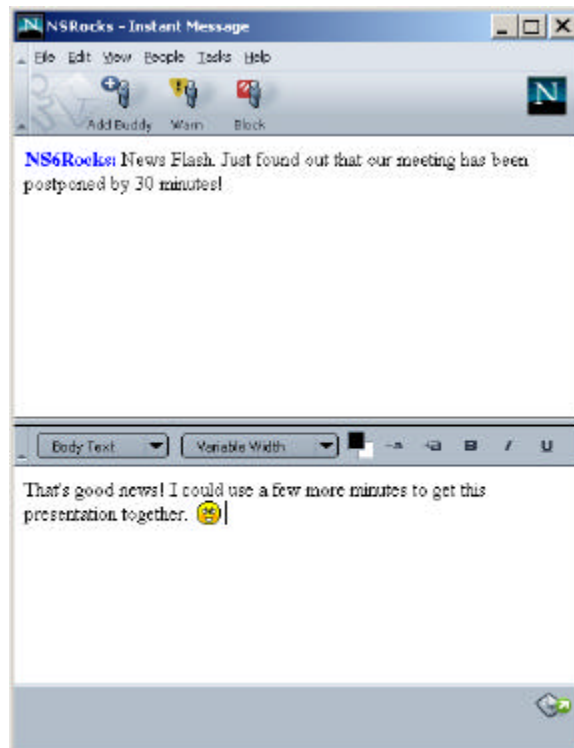 NSRocks - Instant Message
File Edit View People Tasks Help
Add Buddy Warn Block
N
NS6Rocks: News Flash. Just found out that our meeting has been
postponed by 30 minutes!
Body Text Variable Width -a +a B I U
That's good news! I could use a few more minutes to get this
presentation together.